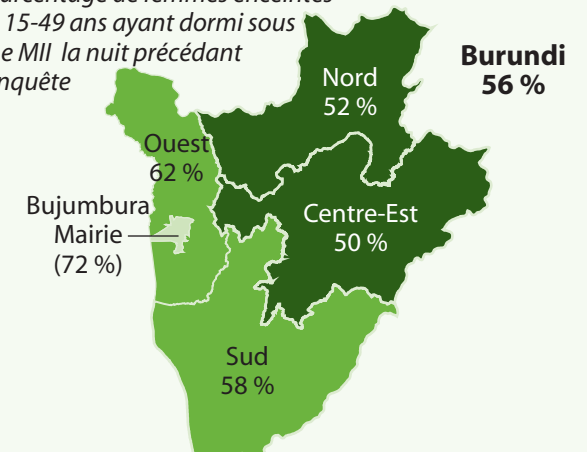 15-49 ans ayant dormi sous
e MII la nuit précédant
nquête
Burundi
56 %
Nord
52 %
Ouest
62 %
Bujumbura
Mairie
(72 %)
Centre-Est
50 %
Sud
58 %